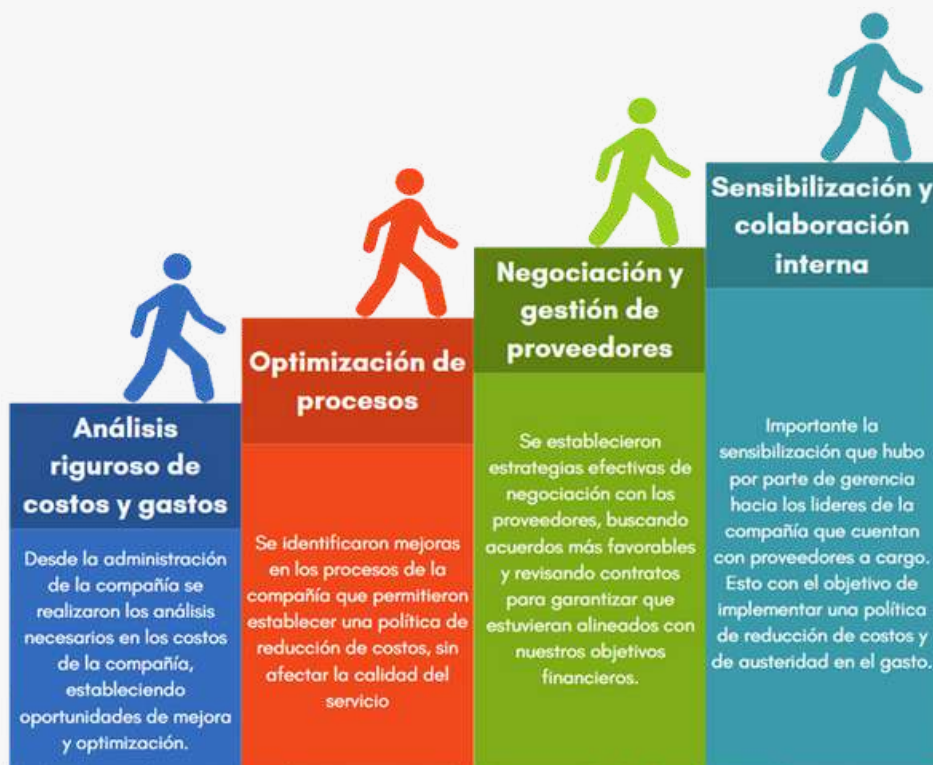 Análisis
riguroso de
costos y gastos
Desde la administración
de la compañía se
realizaron los análisis
necesarios en los costos
de la compañía,
estableciendo
oportunidades de mejora
y optimización.
Optimización de
procesos
Se identificaron mejoras
en los procesos de la
compañía que permitieron
establecer una política de
reducción de costos, sin
afectar la calidad del
servicio
Negociación y
gestión de
proveedores
Se establecieron
estrategias efectivas de
negociación con los
proveedores, buscando
acuerdos más favorables
y revisando contratos
para garantizar que
estuvieran alineados con
nuestros objetivos
financieros.
Sensibilización y
colaboración
interna
Importante la
sensibilización que hubo
por parte de gerencia
hacia los lideres de la
compañía que cuentan
con proveedores a cargo.
Esto con el objetivo de
implementar una política
de reducción de costos y
de austeridad en el gasto.